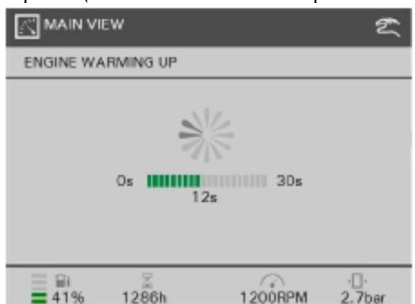 MAIN VIEW
ENGINE WARMING UP
0s 30s
12s
41% 1286h 1200RPM 2.7bar